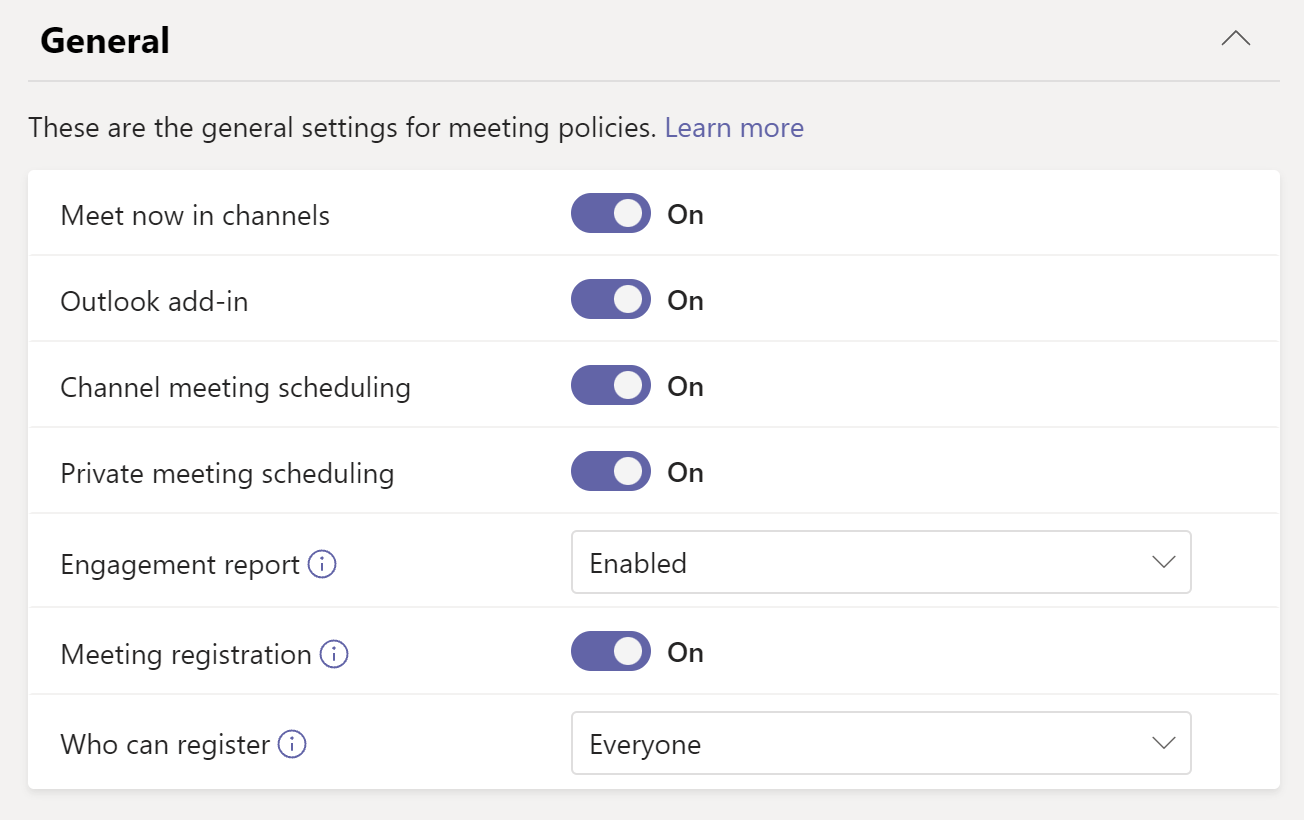 General
These are the general settings for meeting policies. Learn more
Meet now in channels On
Outlook add-in On
Channel meeting scheduling On
Private meeting scheduling On
Engagement report Enabled
Meeting registration On
Who can register Everyone